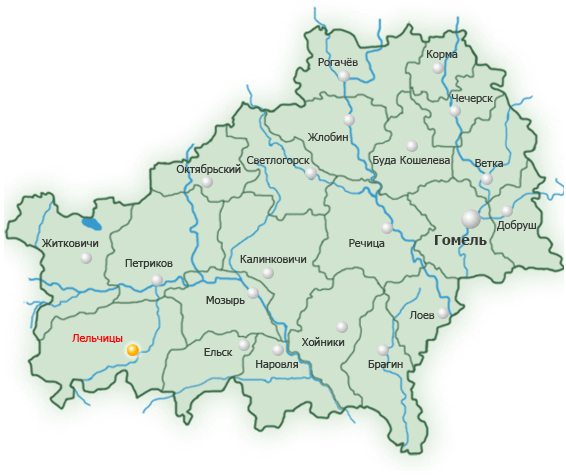 Корма
Рогачёв
Чечерск
Жлобин
Буда Кошелева
Светлогорск
Ветка
Октябрьский
Добруш
Гомель
Житковичи
Речица
Петриков
Калинковичи
Мозырь
Лоев
Лельчицы
Хойники
Ельск
Наровля
Брагин